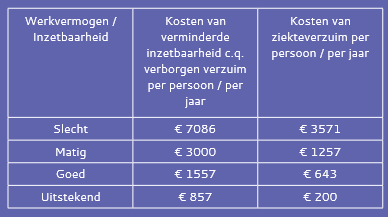 Werkvermogen /
Inzetbaarheid
Kosten van
verminderde
inzetbaarheid c.q.
verborgen verzuim
per persoon / per
jaar
Kosten van
ziekteverzuim per
persoon / per jaar
Slecht € 7086 € 3571
Matig € 3000 € 1257
Goed € 1557 € 643
Uitstekend € 857 € 200